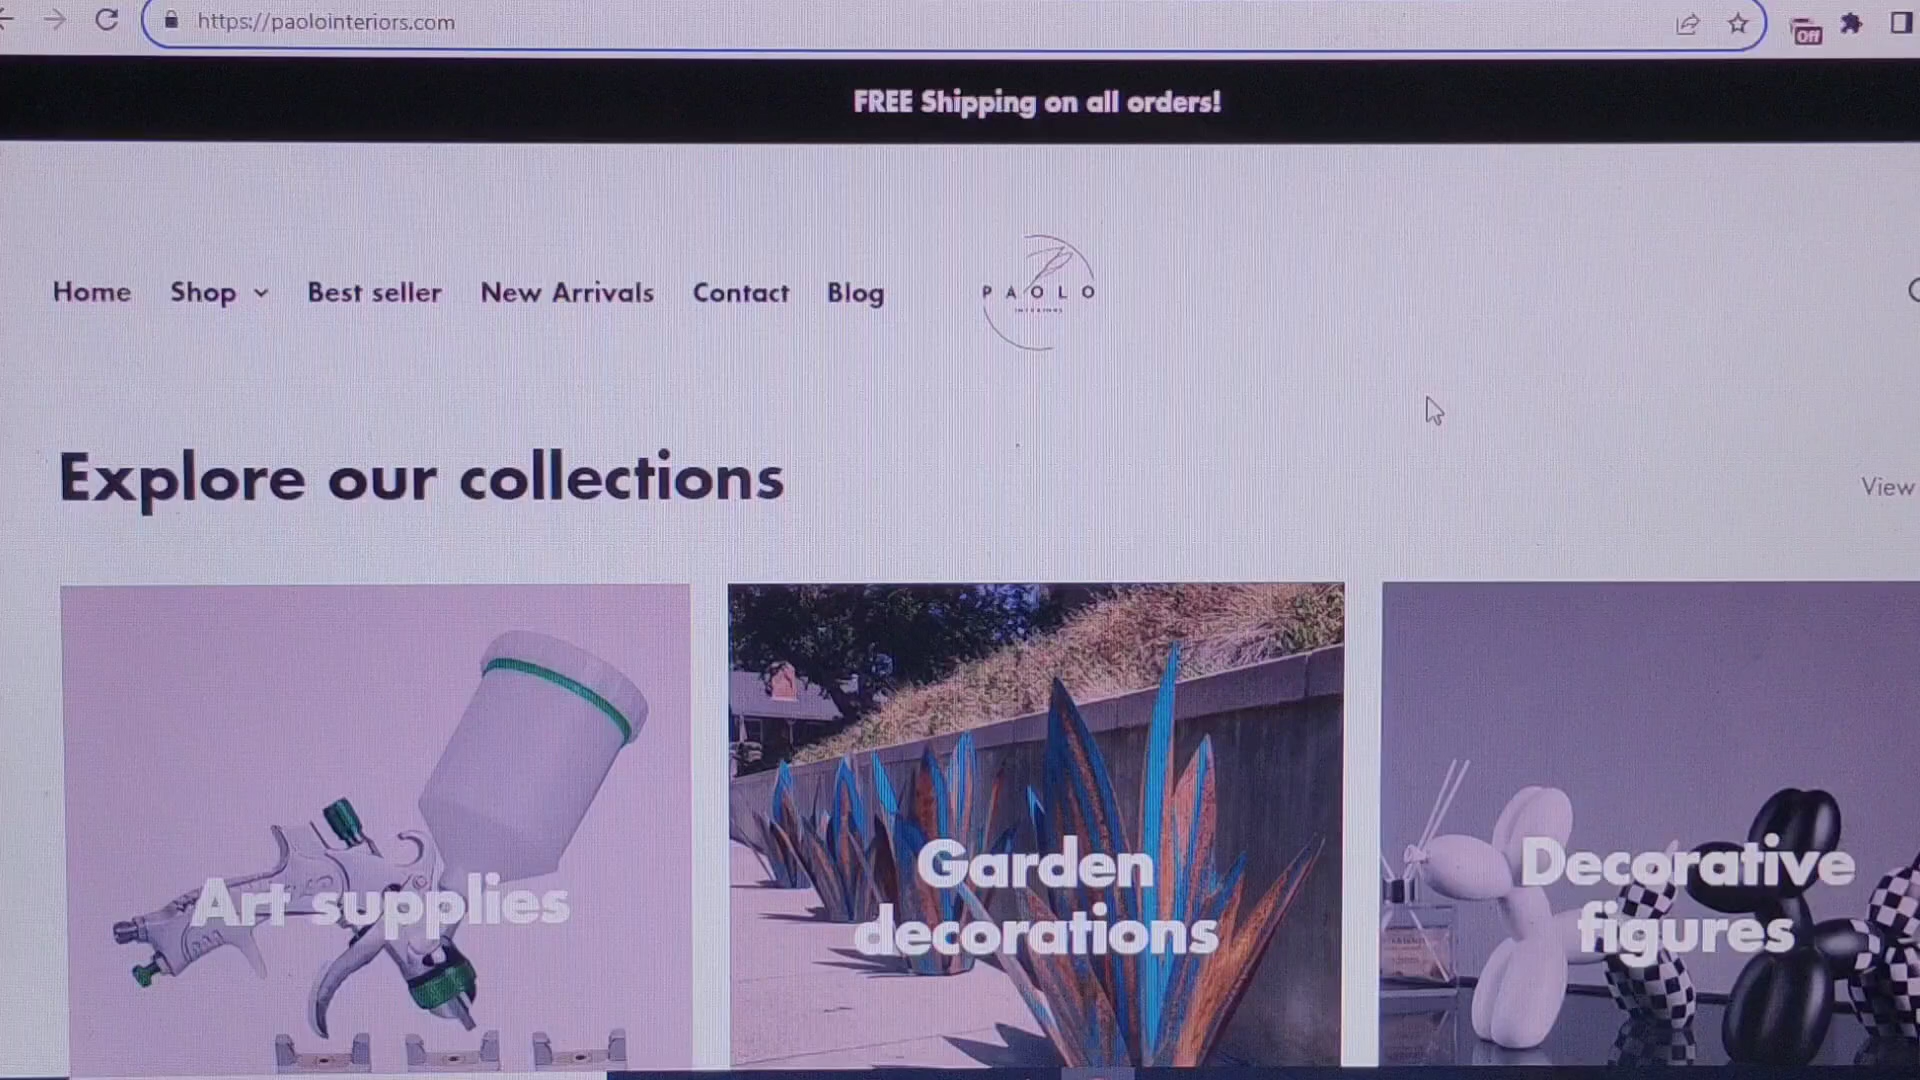 https://paolointeriors.com
Off
FREE Shipping on all orders!
Home Shop Best seller New Arrivals Contact Blog
PAOLO
INTERIORS
Explore our collections
View
Art supplies
Garden
decorations
Decorative
figures